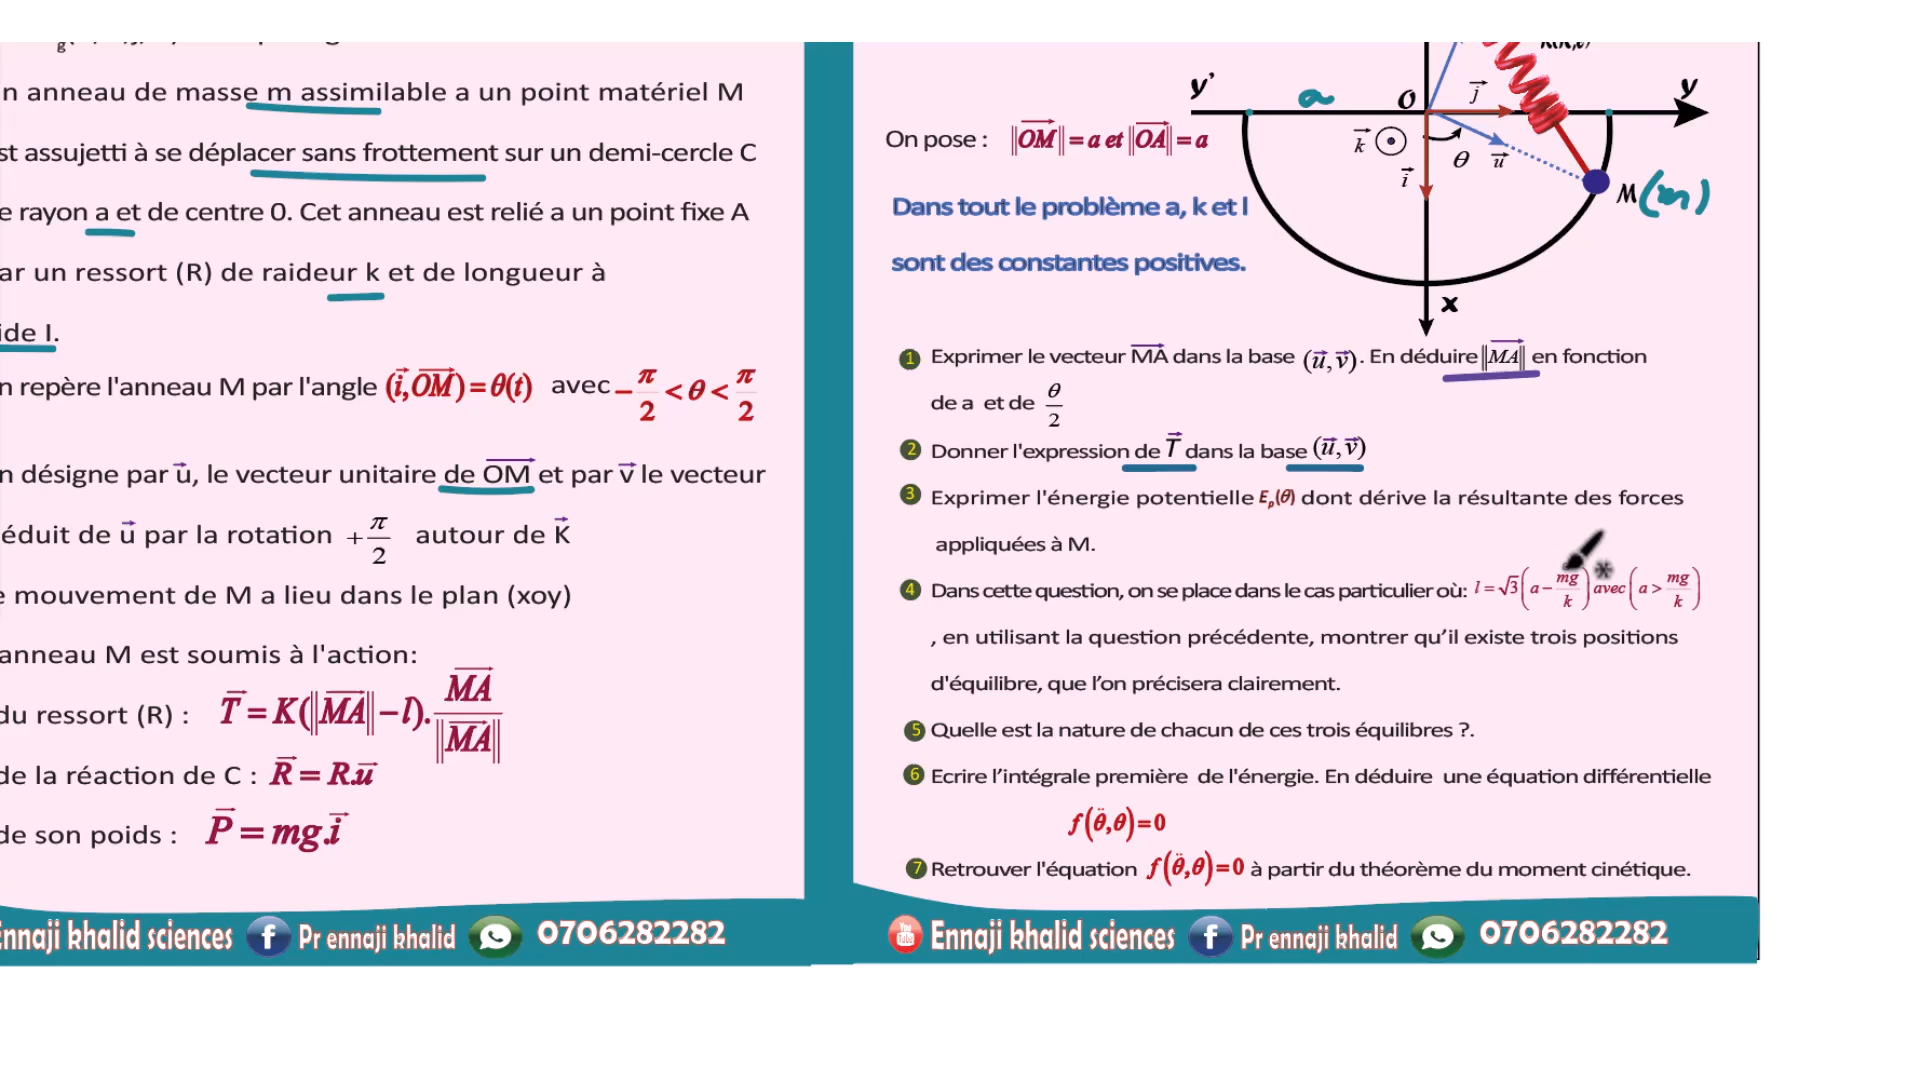 n anneau de masse m assimilable a un point matériel M
st assujetti à se déplacer sans frottement sur un demi-cercle C
e rayon a et de centre O. Cet anneau est relié a un point fixe A
ar un ressort (R) de raideur k et de longueur à
ide l.
n repère l'anneau M par l'angle (i⃗,OM⃗)=θ(t) avec -π/2 < θ < π/2
n désigne par u⃗, le vecteur unitaire de OM⃗ et par v⃗ le vecteur
éduit de u⃗ par la rotation +π/2 autour de K⃗
e mouvement de M a lieu dans le plan (xoy)
anneau M est soumis à l'action:
du ressort (R) : T⃗ = K(||MA⃗|| - l). MA⃗/||MA⃗||
de la réaction de C : R⃗ = R.u⃗
de son poids : P⃗ = mg.i⃗
Ennaji khalid sciences f Pr ennaji khalid 0706282282
y' a O j⃗ y
On pose : ||OM⃗|| = a et ||OA⃗|| = a
k⃗ θ u⃗
i⃗
M (m)
Dans tout le problème a, k et l
sont des constantes positives.
x
1 Exprimer le vecteur MA⃗ dans la base (u⃗,v⃗). En déduire ||MA⃗|| en fonction
de a et de θ/2
2 Donner l'expression de T⃗ dans la base (u⃗,v⃗)
3 Exprimer l'énergie potentielle Eₚ(θ) dont dérive la résultante des forces
appliquées à M.
4 Dans cette question, on se place dans le cas particulier où: l = √3(a - mg/k) avec (a > mg/k)
, en utilisant la question précédente, montrer qu'il existe trois positions
d'équilibre, que l'on précisera clairement.
5 Quelle est la nature de chacun de ces trois équilibres ?.
6 Ecrire l'intégrale première de l'énergie. En déduire une équation différentielle
f(θ̈,θ)=0
7 Retrouver l'équation f(θ̈,θ)=0 à partir du théorème du moment cinétique.
You Tube Ennaji khalid sciences f Pr ennaji khalid 0706282282